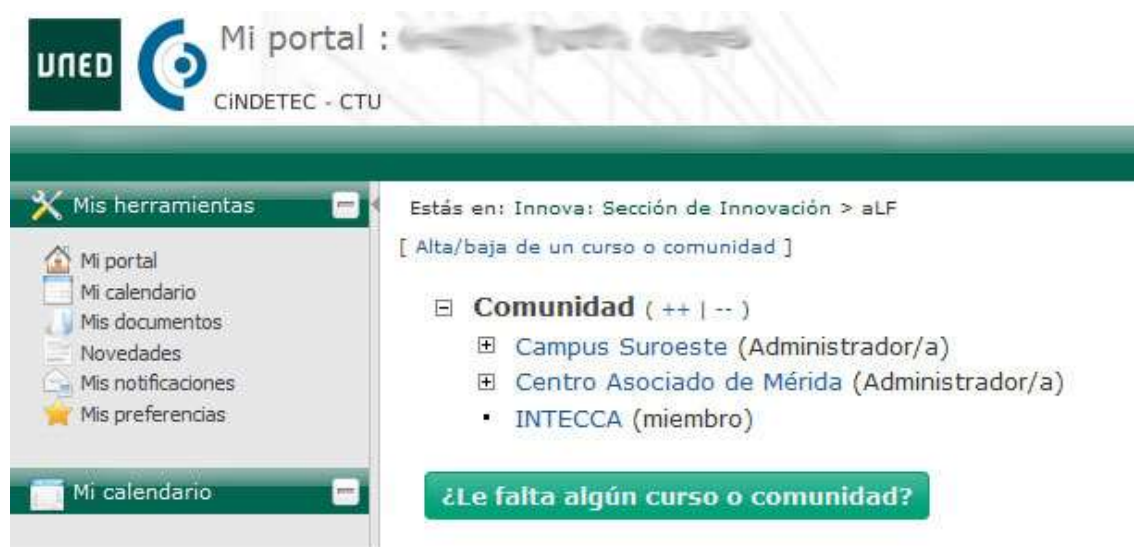 UNED
Mi portal :
CiNDETEC - CTU
Mis herramientas
Mi portal
Mi calendario
Mis documentos
Novedades
Mis notificaciones
Mis preferencias
Mi calendario
Estás en: Innova: Sección de Innovación > aLF
[ Alta/baja de un curso o comunidad ]
Comunidad ( ++ | -- )
Campus Suroeste (Administrador/a)
Centro Asociado de Mérida (Administrador/a)
INTECCA (miembro)
¿Le falta algún curso o comunidad?